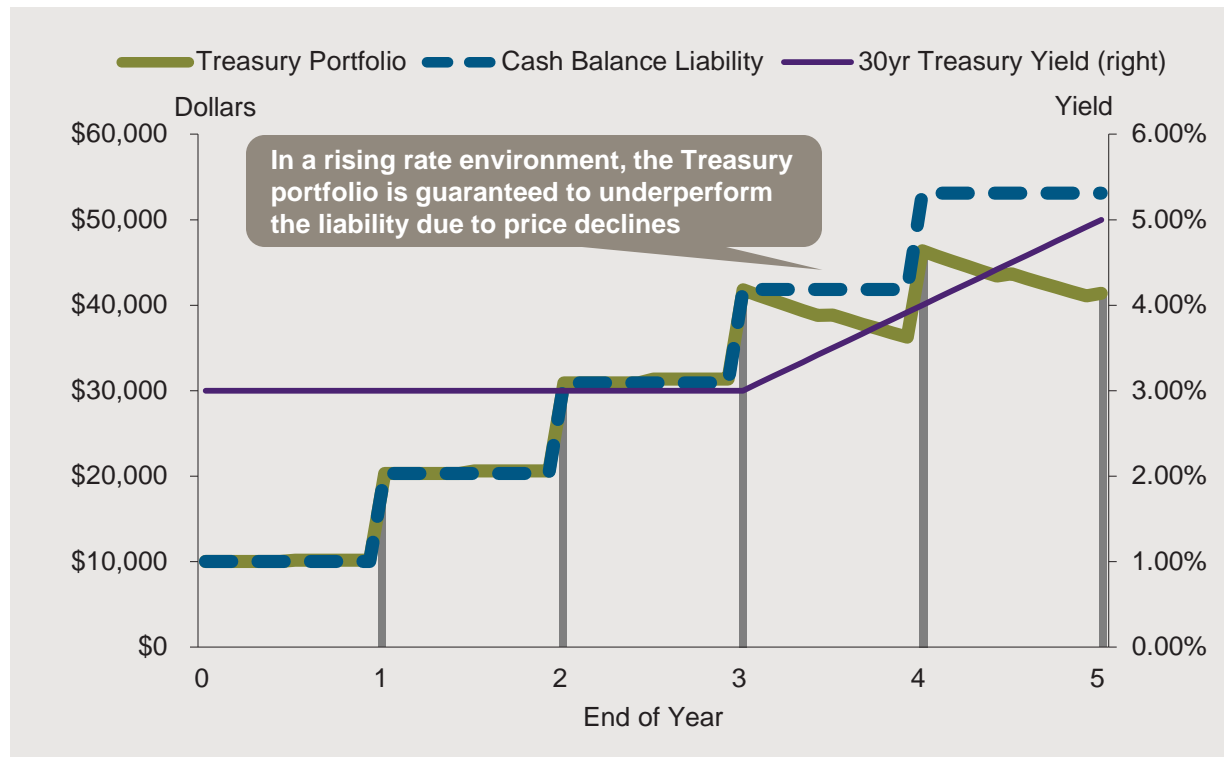 Treasury Portfolio Cash Balance Liability 30yr Treasury Yield (right)
Dollars Yield
$60,000 6.00%
In a rising rate environment, the Treasury
portfolio is guaranteed to underperform
the liability due to price declines
$50,000 5.00%
$40,000 4.00%
$30,000 3.00%
$20,000 2.00%
$10,000 1.00%
$0 0.00%
0 1 2 3 4 5
End of Year